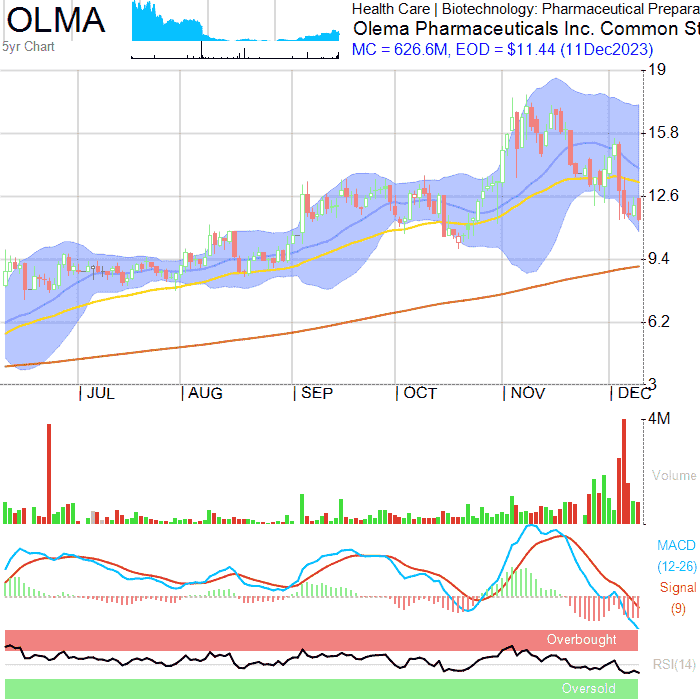 OLMA
5yr Chart
Health Care | Biotechnology: Pharmaceutical Prepara
Olema Pharmaceuticals Inc. Common St
MC = 626.6M, EOD = $11.44 (11Dec2023)
19
15.8
12.6
9.4
6.2
3
JUL AUG SEP OCT NOV DEC
4M
Volume
MACD
(12-26)
Signal
(9)
Overbought
RSI(14)
Oversold